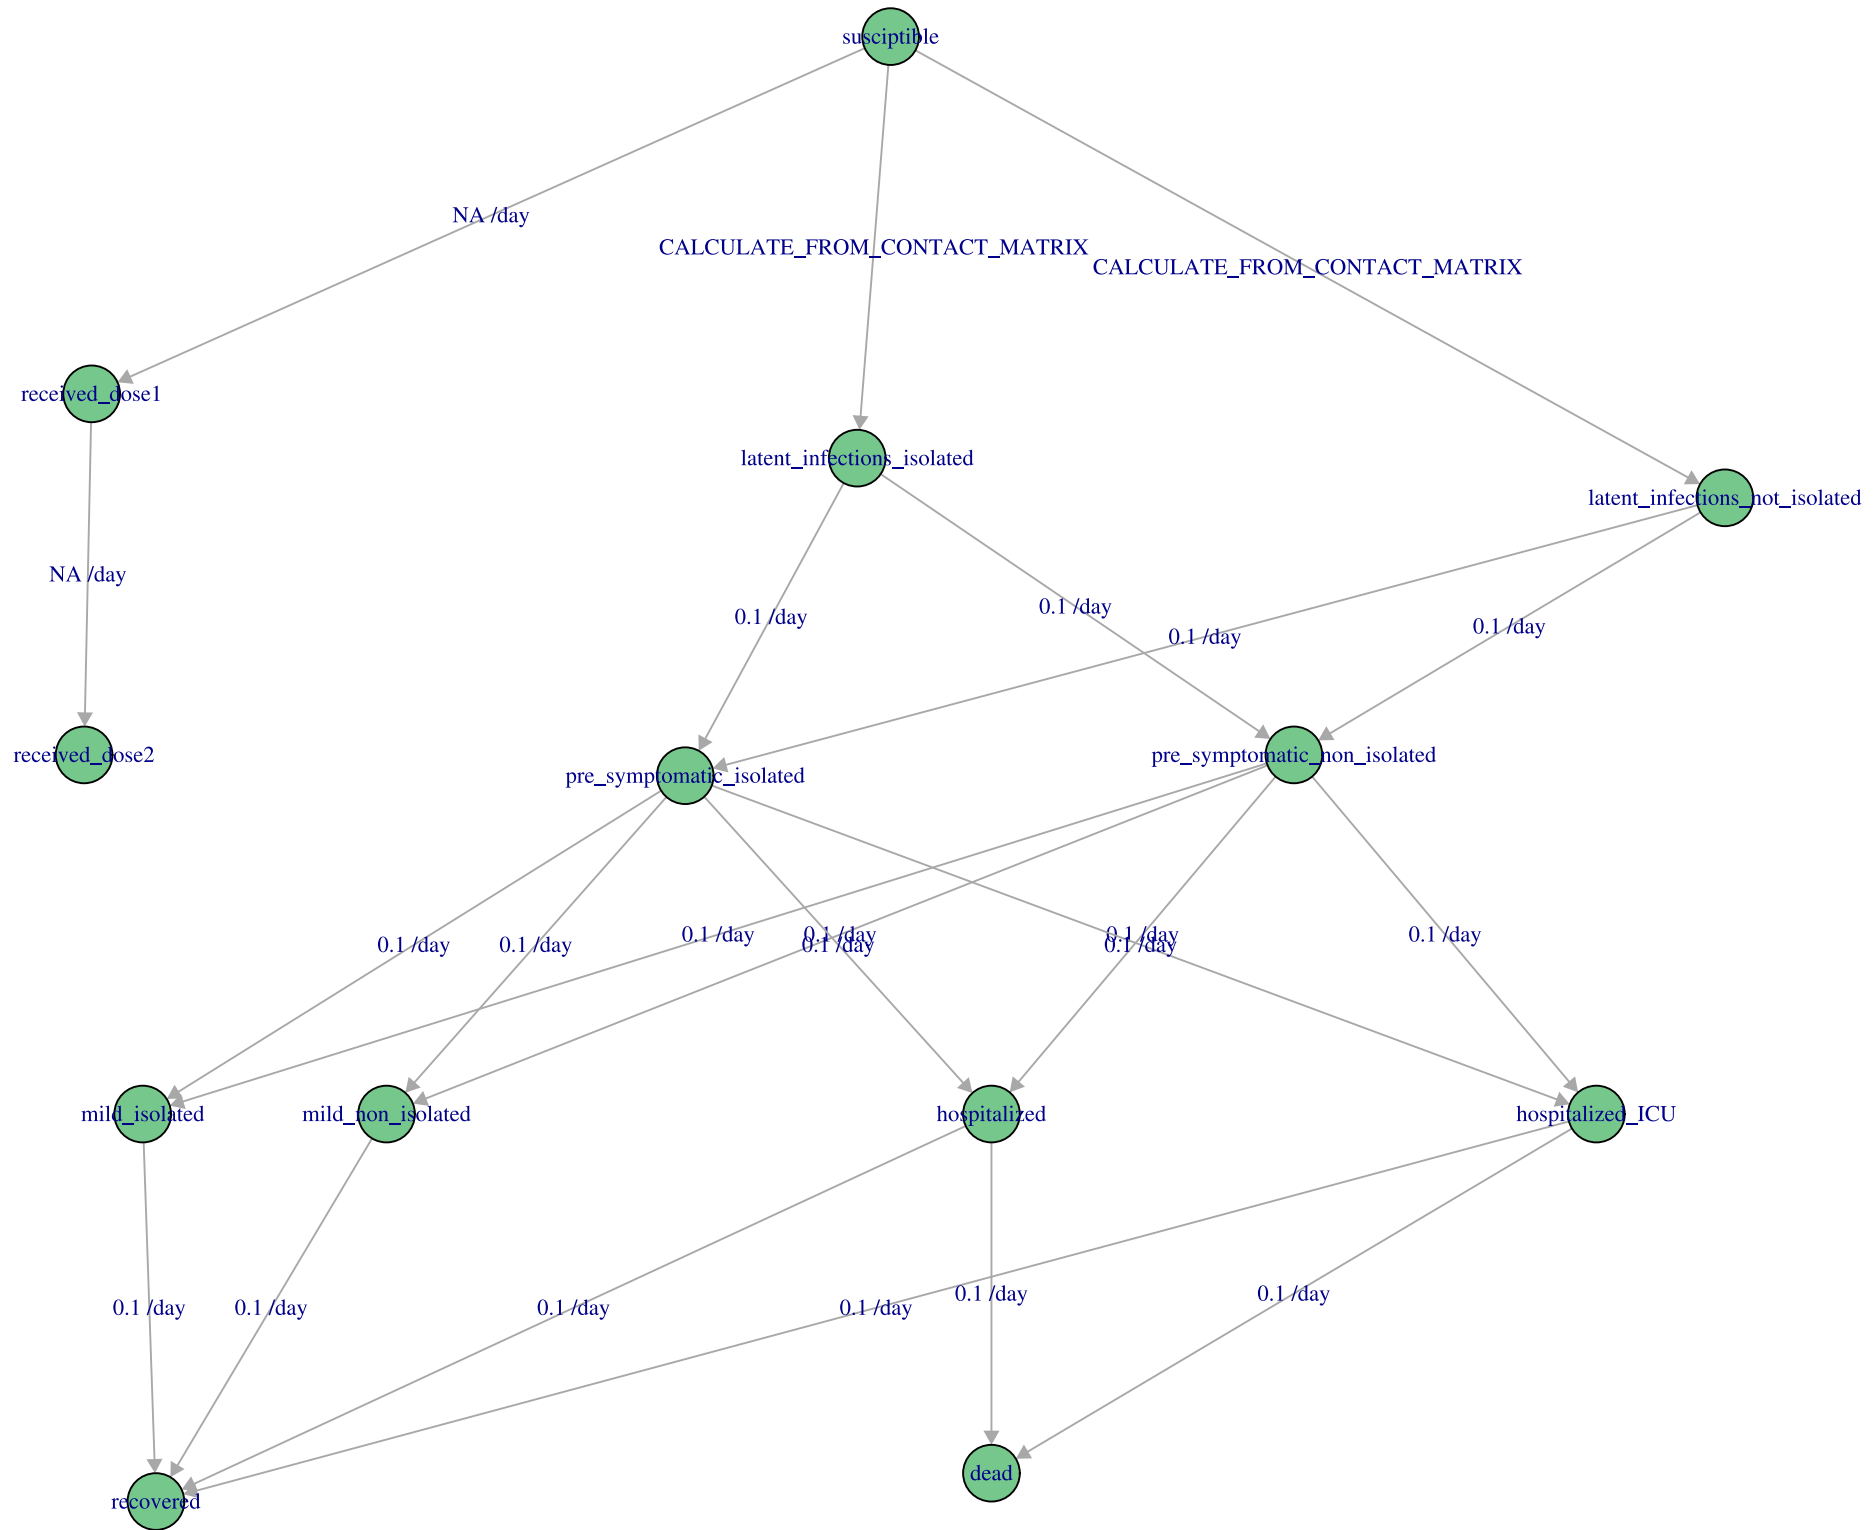 susciptible
NA /day
CALCULATE_FROM_CONTACT_MATRIX
CALCULATE_FROM_CONTACT_MATRIX
received_dose1
latent_infections_isolated
latent_infections_not_isolated
NA /day
0.1 /day
0.1 /day
0.1 /day
0.1 /day
received_dose2
pre_symptomatic_isolated
pre_symptomatic_non_isolated
0.1 /day
0.1 /day
0.1 /day
0.1 /day
0.1 /day
0.1 /day
0.1 /day
0.1 /day
mild_isolated
mild_non_isolated
hospitalized
hospitalized_ICU
0.1 /day
0.1 /day
0.1 /day
0.1 /day
0.1 /day
0.1 /day
recovered
dead